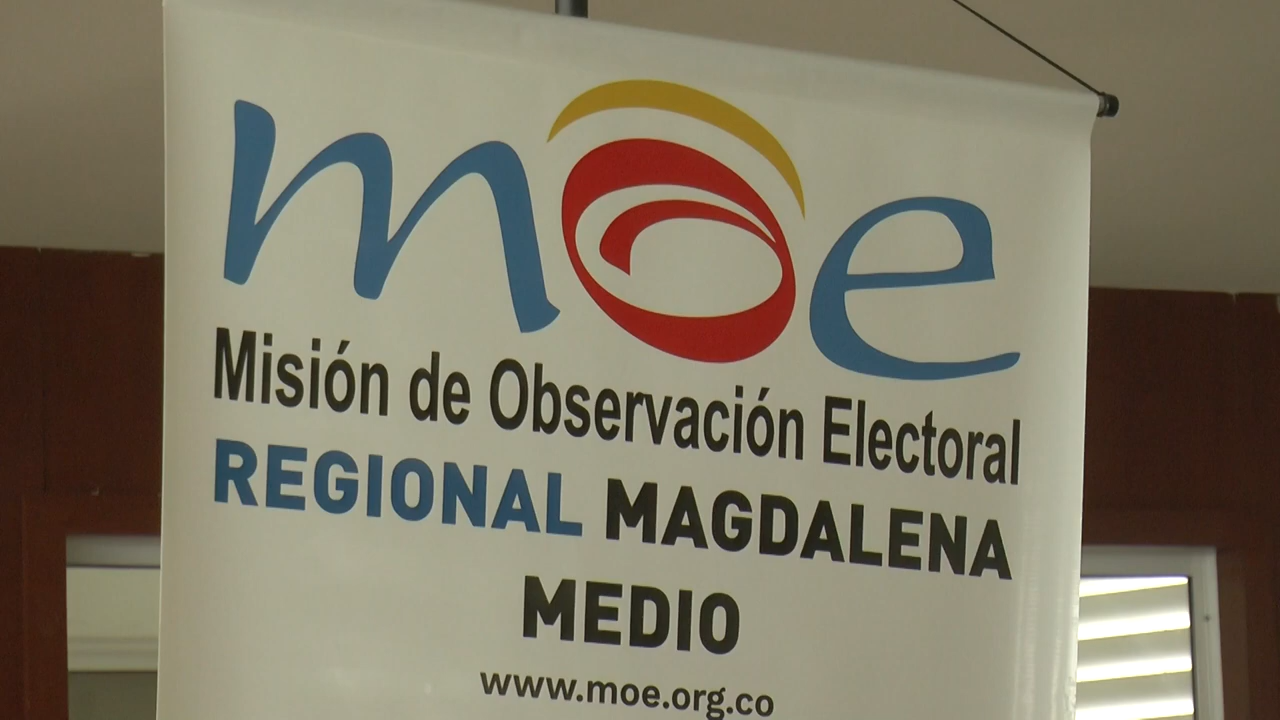 moe
Misión de Observación Electoral
REGIONAL MAGDALENA
MEDIO
www.moe.org.co